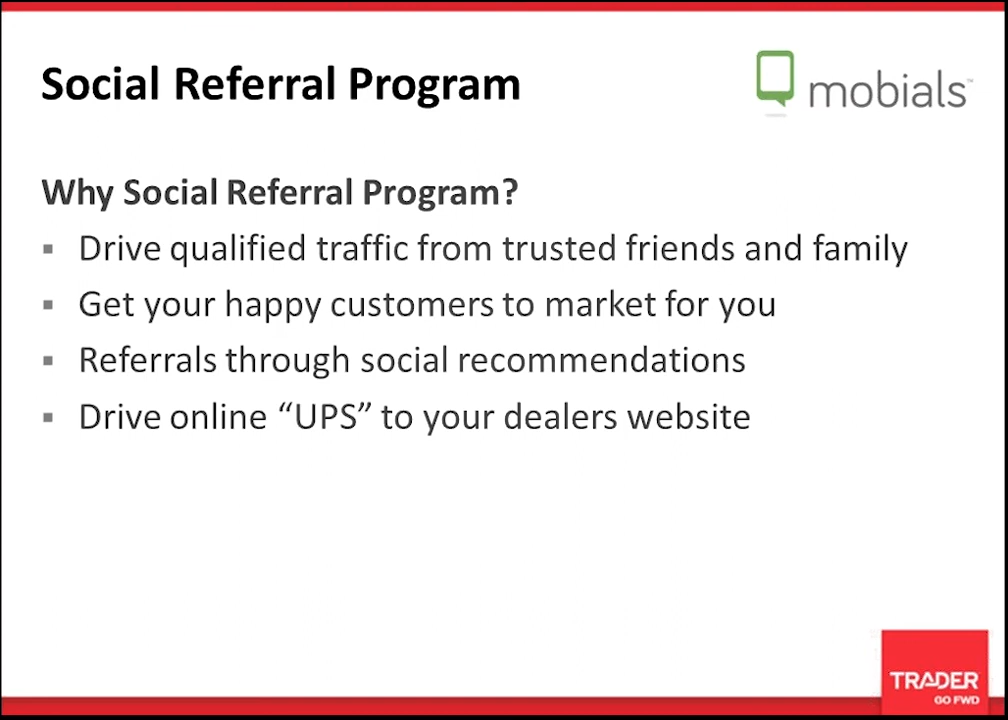 Social Referral Program
mobials™
Why Social Referral Program?
▪ Drive qualified traffic from trusted friends and family
▪ Get your happy customers to market for you
▪ Referrals through social recommendations
▪ Drive online “UPS” to your dealers website
TRADER
GO FWD